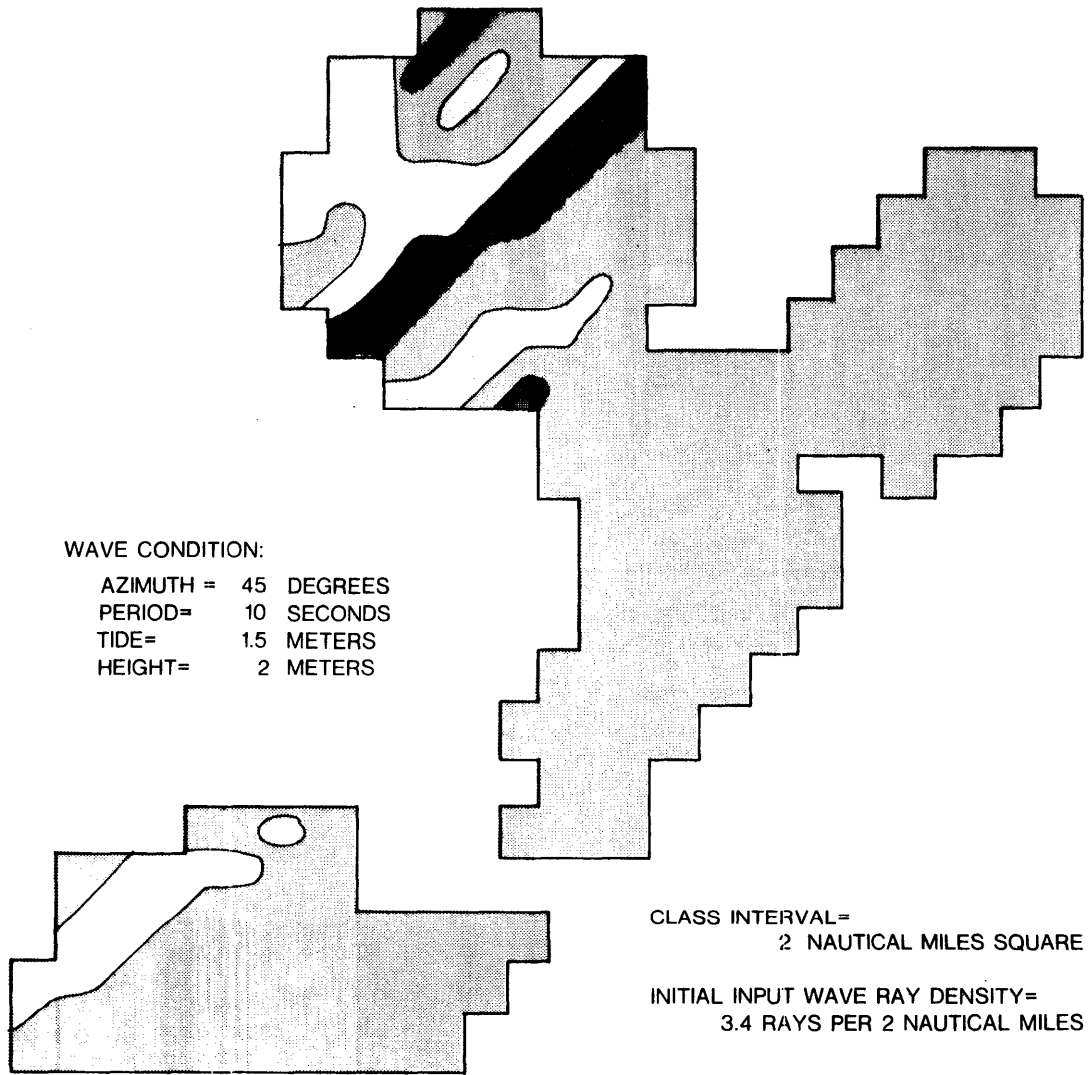 WAVE CONDITION:
AZIMUTH = 45 DEGREES
PERIOD= 10 SECONDS
TIDE= 1.5 METERS
HEIGHT= 2 METERS
CLASS INTERVAL=
2 NAUTICAL MILES SQUARE
INITIAL INPUT WAVE RAY DENSITY=
3.4 RAYS PER 2 NAUTICAL MILES